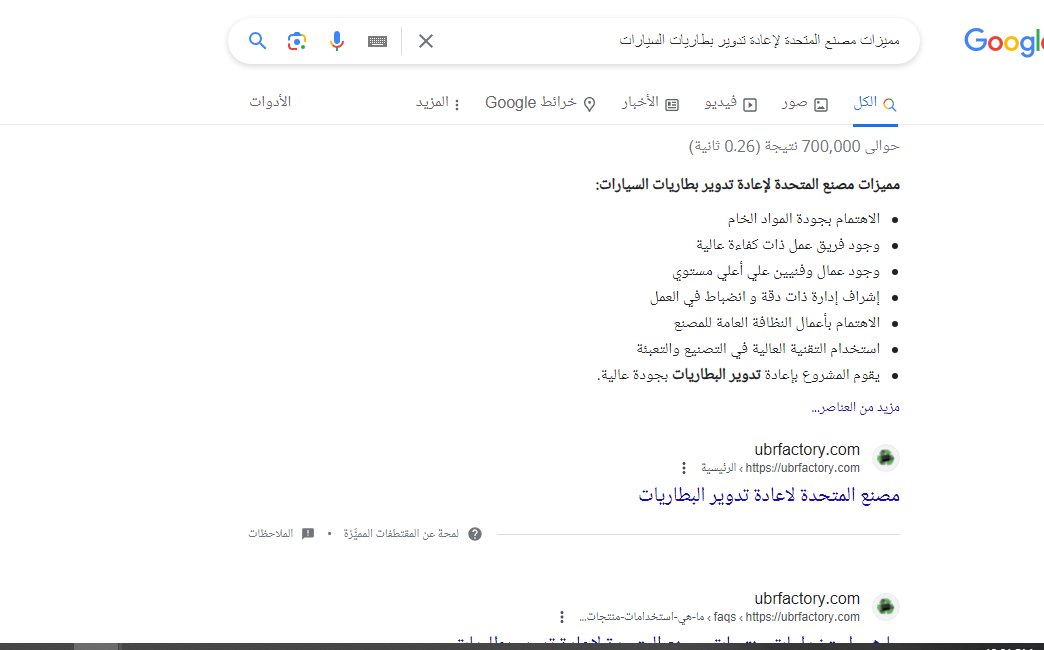 مميزات مصنع المتحدة لإعادة تدوير بطاريات السيارات
Googl
الكل
صور
فيديو
الأخبار
خرائط Google
المزيد
الأدوات
حوالى 700,000 نتيجة (0.26 ثانية)
مميزات مصنع المتحدة لإعادة تدوير بطاريات السيارات:
الاهتمام بجودة المواد الخام
وجود فريق عمل ذات كفاءة عالية
وجود عمال وفنيين علي أعلي مستوي
إشراف إدارة ذات دقة و انضباط في العمل
الاهتمام بأعمال النظافة العامة للمصنع
استخدام التقنية العالية في التصنيع والتعبئة
يقوم المشروع بإعادة تدوير البطاريات بجودة عالية.
مزيد من العناصر...
ubrfactory.com
https://ubrfactory.com › الرئيسية
مصنع المتحدة لاعادة تدوير البطاريات
لمحة عن المقتطفات المميَّزة • الملاحظات
ubrfactory.com
https://ubrfactory.com › faqs › ما-هي-استخدامات-منتجات...